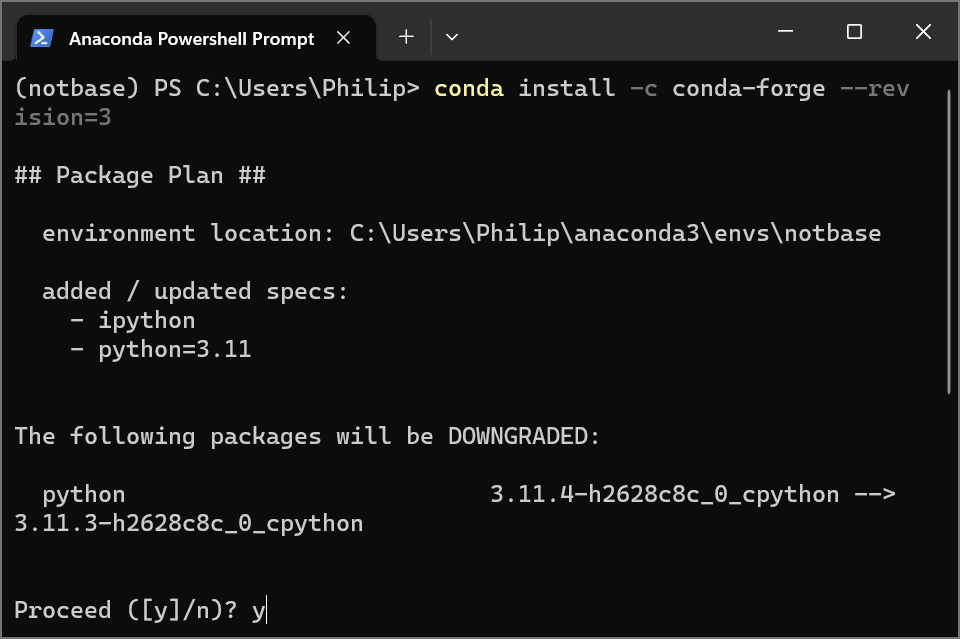 Anaconda Powershell Prompt
(notbase) PS C:\Users\Philip> conda install -c conda-forge --rev
ision=3
## Package Plan ##
environment location: C:\Users\Philip\anaconda3\envs\notbase
added / updated specs:
- ipython
- python=3.11
The following packages will be DOWNGRADED:
python 3.11.4-h2628c8c_0_cpython -->
3.11.3-h2628c8c_0_cpython
Proceed ([y]/n)? y